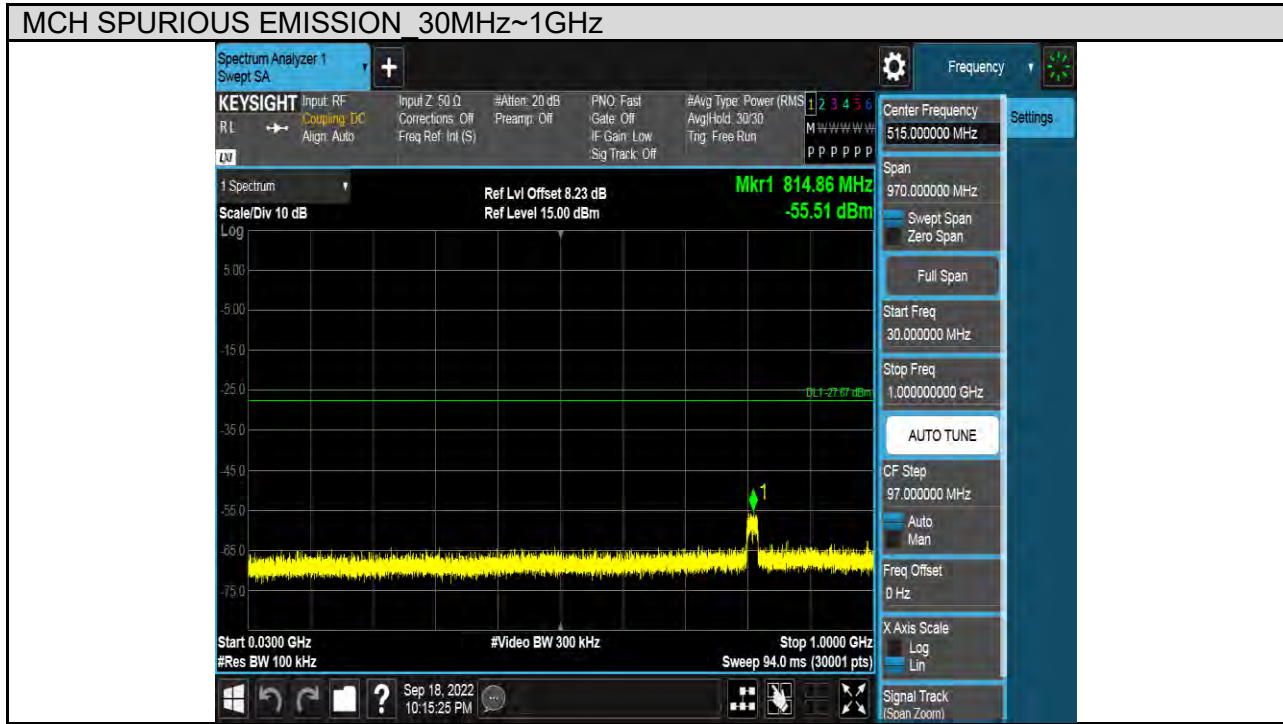 MCH SPURIOUS EMISSION_30MHz~1GHz
Spectrum Analyzer 1
Swept SA
+
Frequency
KEYSIGHT
RL
LXI
Input: RF
Coupling: DC
Align: Auto
Input Z: 50 Ω
Corrections: Off
Freq Ref: Int (S)
#Atten: 20 dB
Preamp: Off
PNO: Fast
Gate: Off
IF Gain: Low
Sig Track: Off
#Avg Type: Power (RMS
Avg|Hold: 30/30
Trig: Free Run
1 2 3 4 5 6
M W W W W W
P P P P P P
1 Spectrum
Scale/Div 10 dB
Log
Ref Lvl Offset 8.23 dB
Ref Level 15.00 dBm
Mkr1 814.86 MHz
-55.51 dBm
5.00
-5.00
-15.0
-25.0
DL1 -27.67 dBm
-35.0
-45.0
1
-55.0
-65.0
-75.0
Start 0.0300 GHz
#Video BW 300 kHz
Stop 1.0000 GHz
#Res BW 100 kHz
Sweep 94.0 ms (30001 pts)
?
Sep 18, 2022
10:15:25 PM
Center Frequency
515.000000 MHz
Settings
Span
970.000000 MHz
Swept Span
Zero Span
Full Span
Start Freq
30.000000 MHz
Stop Freq
1.000000000 GHz
AUTO TUNE
CF Step
97.000000 MHz
Auto
Man
Freq Offset
0 Hz
X Axis Scale
Log
Lin
Signal Track
(Span Zoom)